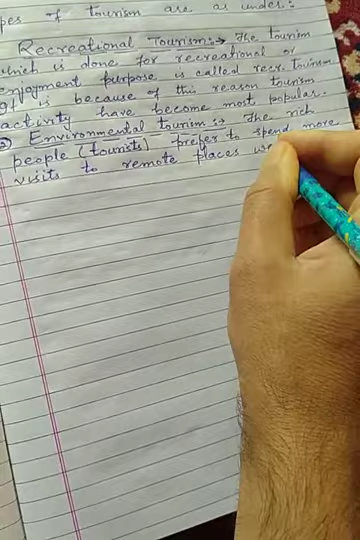 pes of tourism are as under:
Recreational Tourism:→ The tourism
which is done for recreational or
enjoyment purpose is called recr. tourism.
It is because of this reason tourism
activity have become most popular.
Environmental tourism:→ The rich
people (tourists) prefer to spend more
visits to remote places